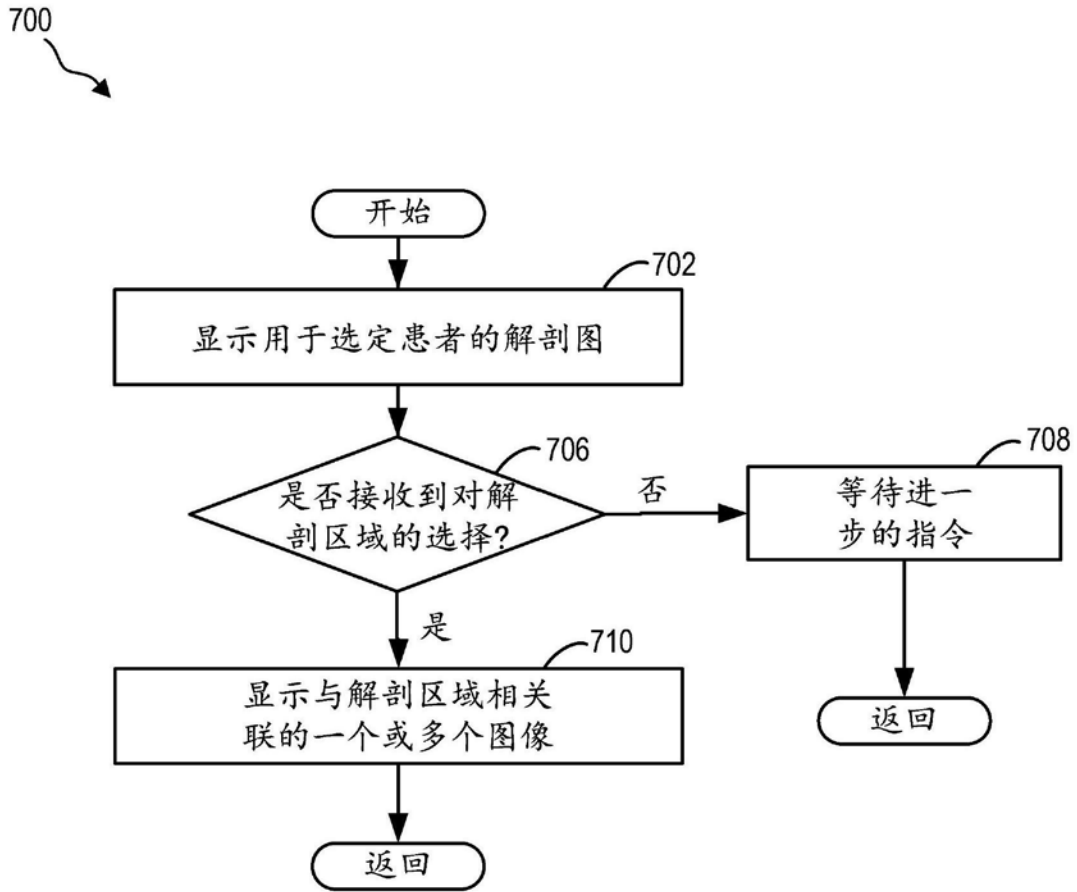 700
开始
702
显示用于选定患者的解剖图
706
是否接收到对解
剖区域的选择?
否
708
等待进一
步的指令
是
710
显示与解剖区域相关
联的一个或多个图像
返回
返回